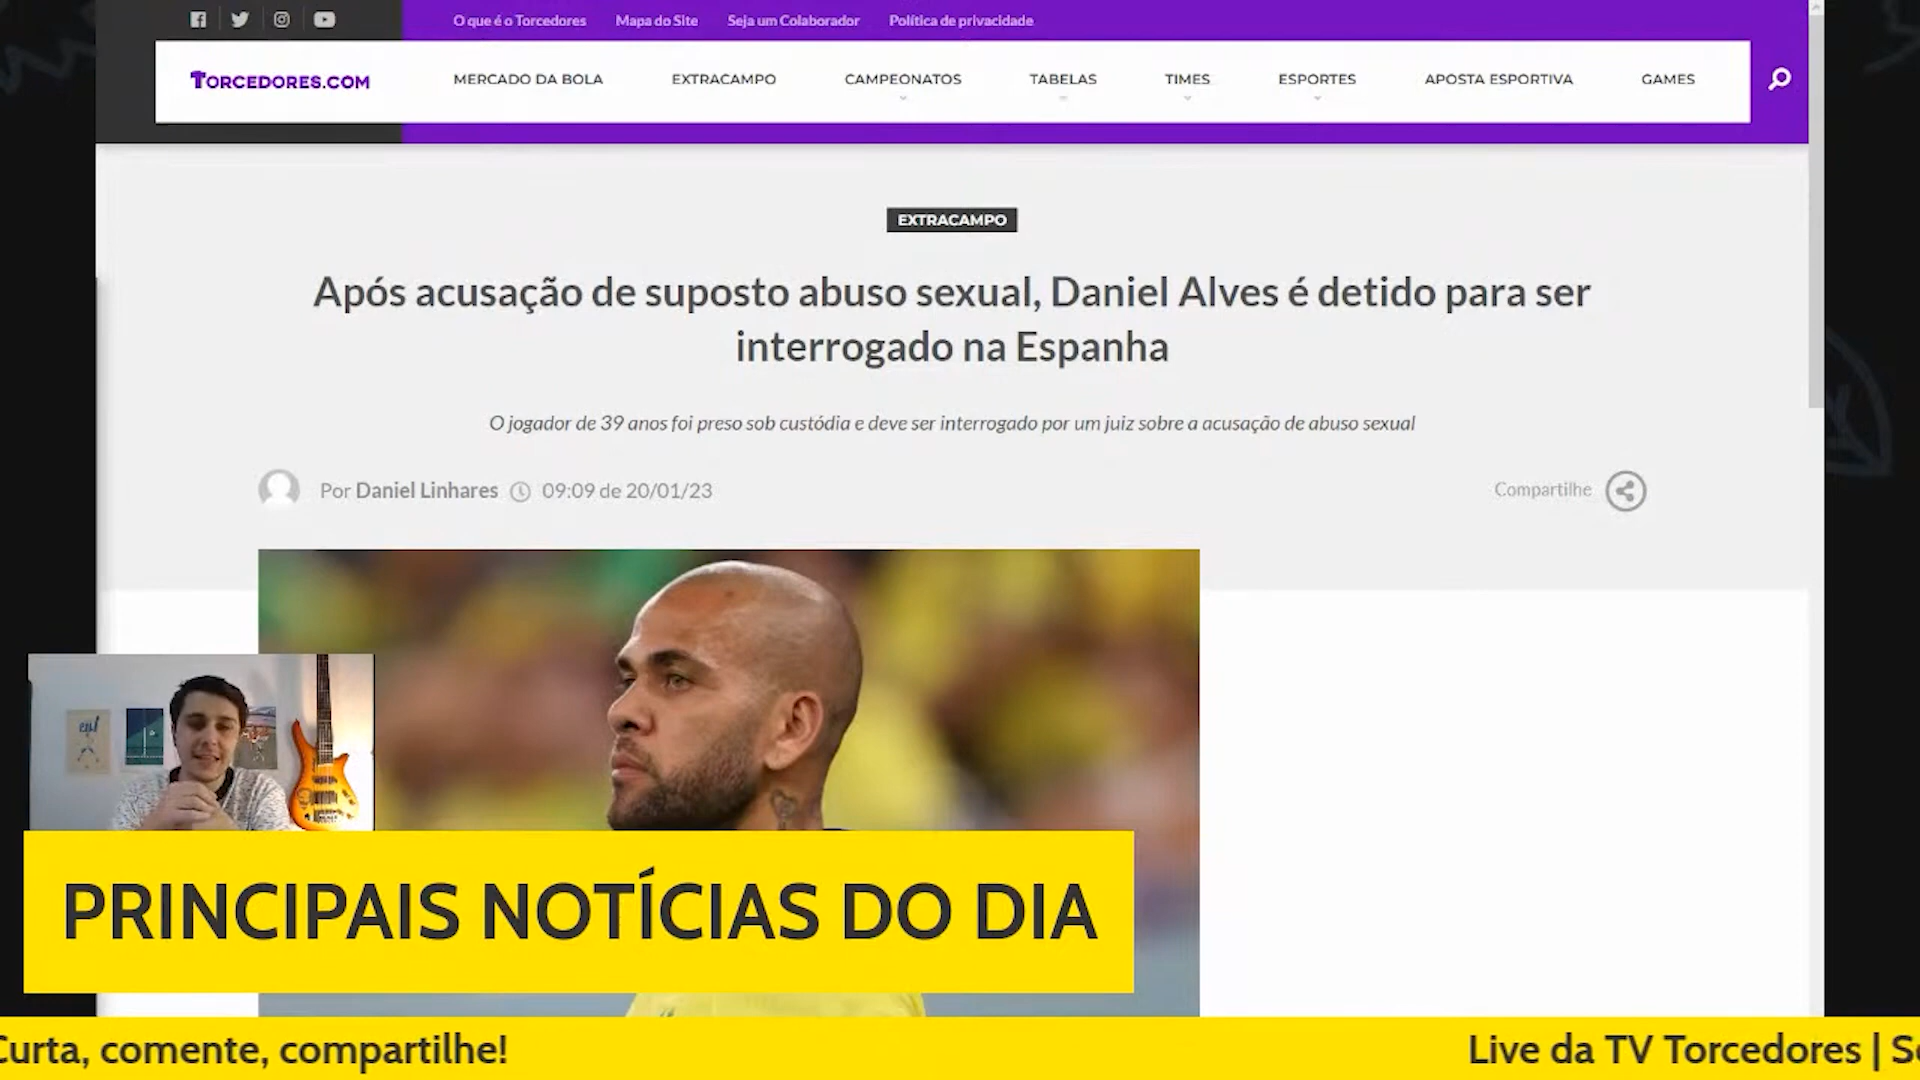 O que é o Torcedores Mapa do Site Seja um Colaborador Política de privacidade
TORCEDORES.COM MERCADO DA BOLA EXTRACAMPO CAMPEONATOS TABELAS TIMES ESPORTES APOSTA ESPORTIVA GAMES
EXTRACAMPO
Após acusação de suposto abuso sexual, Daniel Alves é detido para ser
interrogado na Espanha
O jogador de 39 anos foi preso sob custódia e deve ser interrogado por um juiz sobre a acusação de abuso sexual
Por Daniel Linhares 09:09 de 20/01/23 Compartilhe
PRINCIPAIS NOTÍCIAS DO DIA
Curta, comente, compartilhe! Live da TV Torcedores |